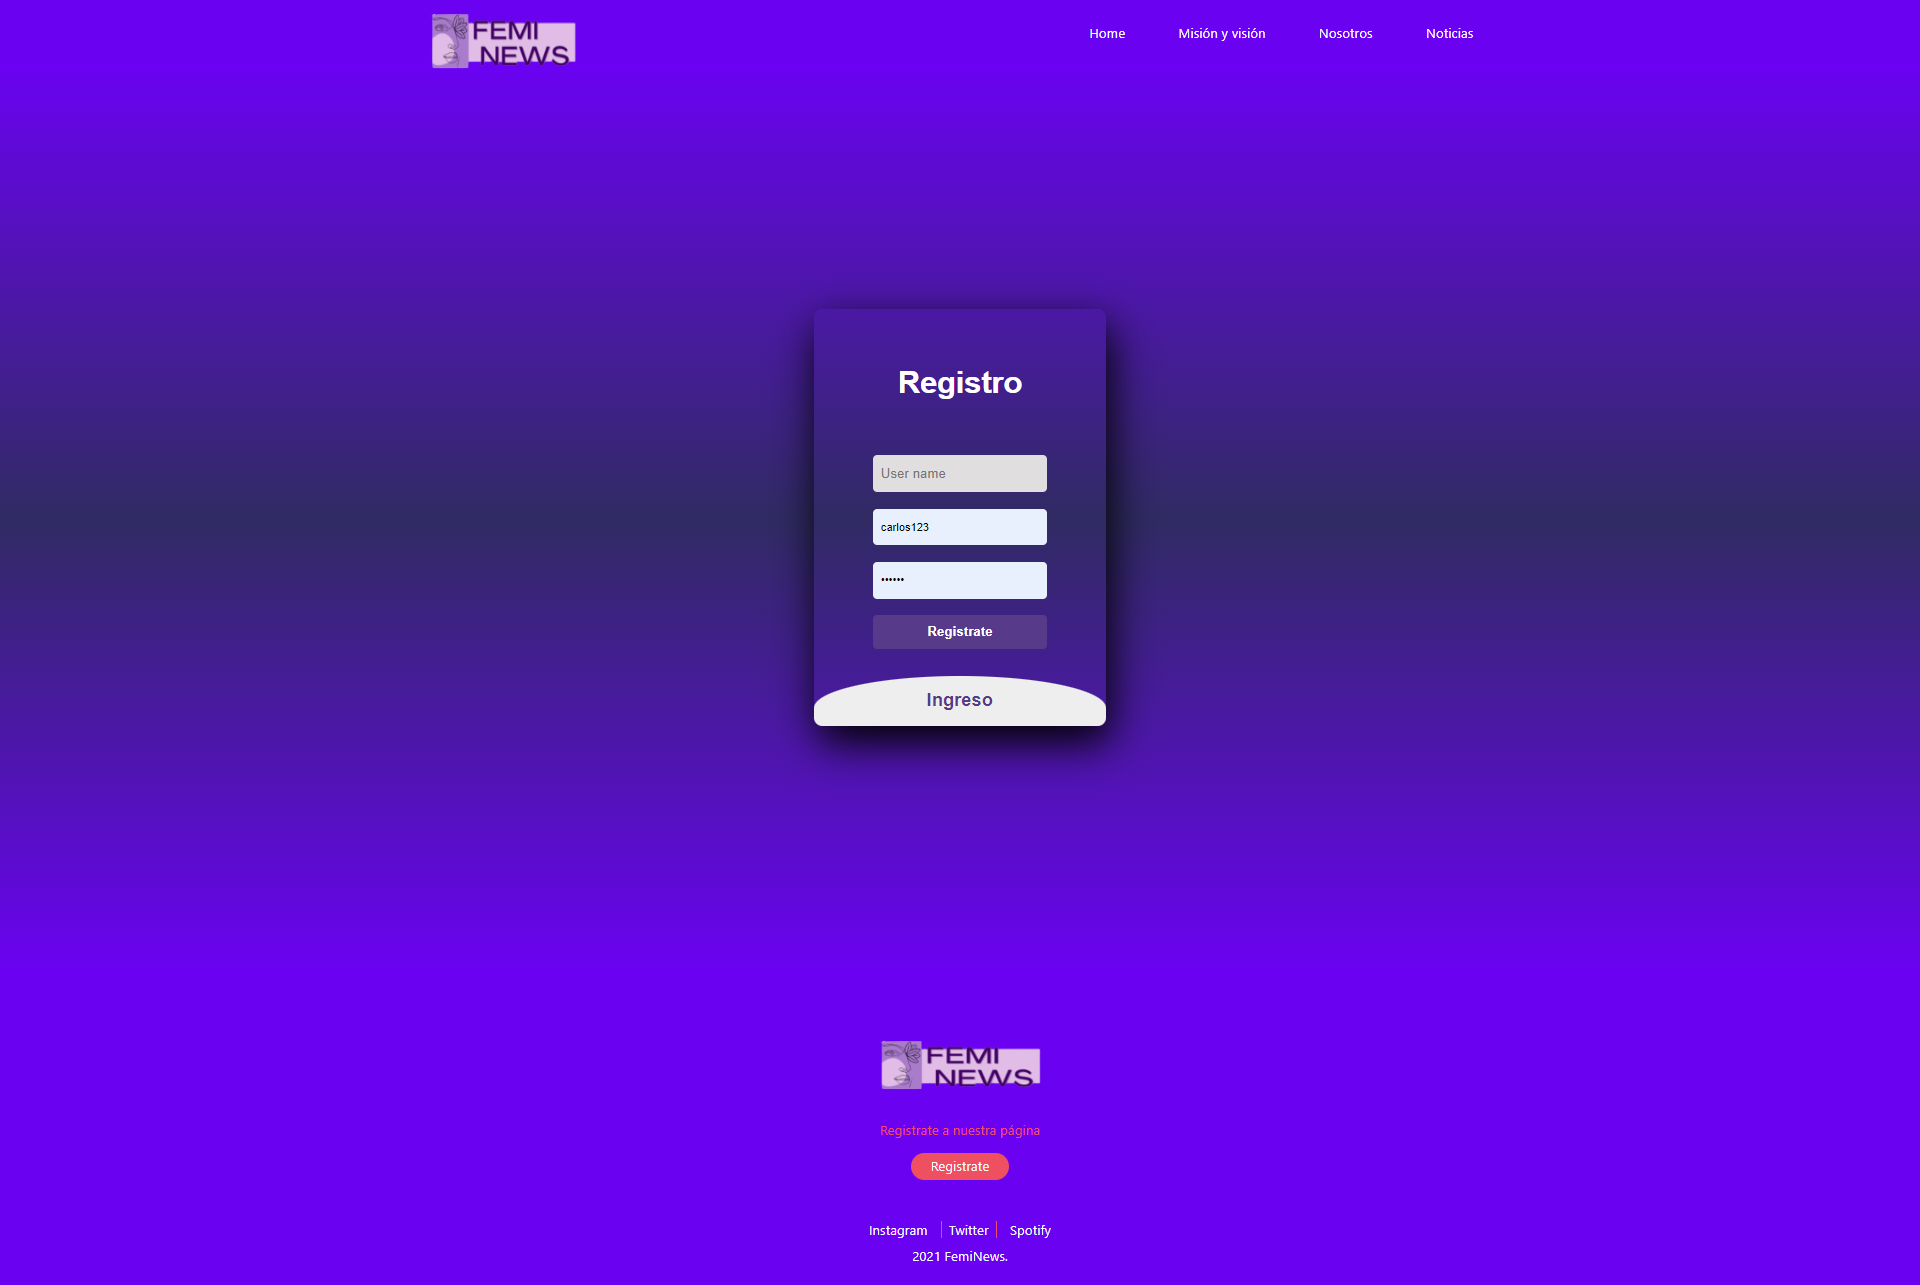 FEMI
NEWS
Home
Misión y visión
Nosotros
Noticias
Registro
User name
carlos123
••••••
Registrate
Ingreso
FEMI
NEWS
Registrate a nuestra página
Registrate
Instagram
Twitter
Spotify
2021 FemiNews.